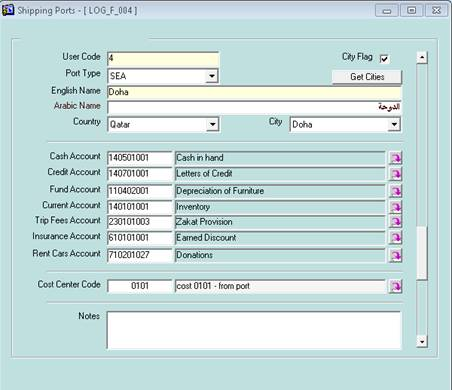 Shipping Ports - [ LOG_F_004 ]
User Code 4 City Flag
Port Type SEA Get Cities
English Name Doha
Arabic Name الدوحة
Country Qatar City Doha
Cash Account 140501001 Cash in hand
Credit Account 140701001 Letters of Credit
Fund Account 110402001 Depreciation of Furniture
Current Account 140101001 Inventory
Trip Fees Account 230101003 Zakat Provision
Insurance Account 610101001 Earned Discount
Rent Cars Account 710201027 Donations
Cost Center Code 0101 cost 0101 - from port
Notes